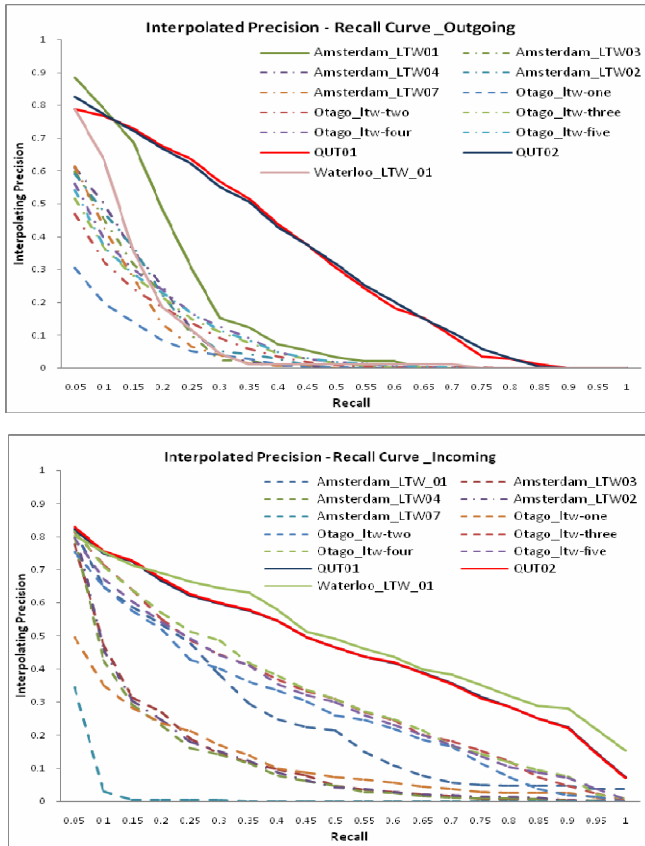 Interpolated Precision - Recall Curve _Outgoing
Amsterdam_LTW01 Amsterdam_LTW03
Amsterdam_LTW04 Amsterdam_LTW02
Amsterdam_LTW07 Otago_ltw-one
Otago_ltw-two Otago_ltw-three
Otago_ltw-four Otago_ltw-five
QUT01 QUT02
Waterloo_LTW_01
Interpolating Precision
1
0.9
0.8
0.7
0.6
0.5
0.4
0.3
0.2
0.1
0
0.05 0.1 0.15 0.2 0.25 0.3 0.35 0.4 0.45 0.5 0.55 0.6 0.65 0.7 0.75 0.8 0.85 0.9 0.95 1
Recall
Interpolated Precision - Recall Curve _Incoming
Amsterdam_LTW_01 Amsterdam_LTW03
Amsterdam_LTW04 Amsterdam_LTW02
Amsterdam_LTW07 Otago_ltw-one
Otago_ltw-two Otago_ltw-three
Otago_ltw-four Otago_ltw-five
QUT01 QUT02
Waterloo_LTW_01
Interpolating Precision
1
0.9
0.8
0.7
0.6
0.5
0.4
0.3
0.2
0.1
0
0.05 0.1 0.15 0.2 0.25 0.3 0.35 0.4 0.45 0.5 0.55 0.6 0.65 0.7 0.75 0.8 0.85 0.9 0.95 1
Recall